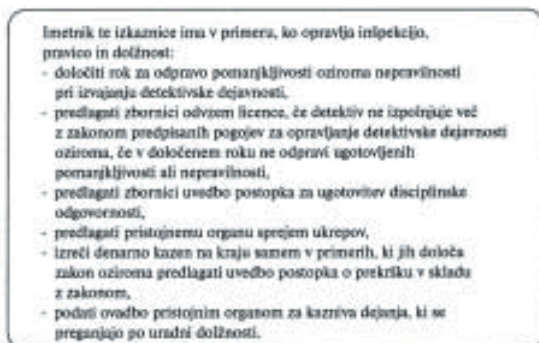 Imetnik te izkaznice ima v primeru, ko opravlja inšpekcijo,
pravico in dolžnost:
- določiti rok za odpravo pomanjkljivosti oziroma nepravilnosti
pri izvajanju detektivske dejavnosti,
- predlagati zbornici odvzem licence, če detektiv ne izpolnjuje več
z zakonom predpisanih pogojev za opravljanje detektivske dejavnosti
oziroma, če v določenem roku ne odpravi ugotovljenih
pomanjkljivosti ali nepravilnosti,
- predlagati zbornici uvedbo postopka za ugotovitev disciplinske
odgovornosti,
- predlagati pristojnemu organu sprejem ukrepov,
- izreči denarno kazen na kraju samem v primerih, ki jih določa
zakon oziroma predlagati uvedbo postopka o prekršku v skladu
z zakonom,
- podati ovadbo pristojnim organom za kazniva dejanja, ki se
preganjajo po uradni dolžnosti.